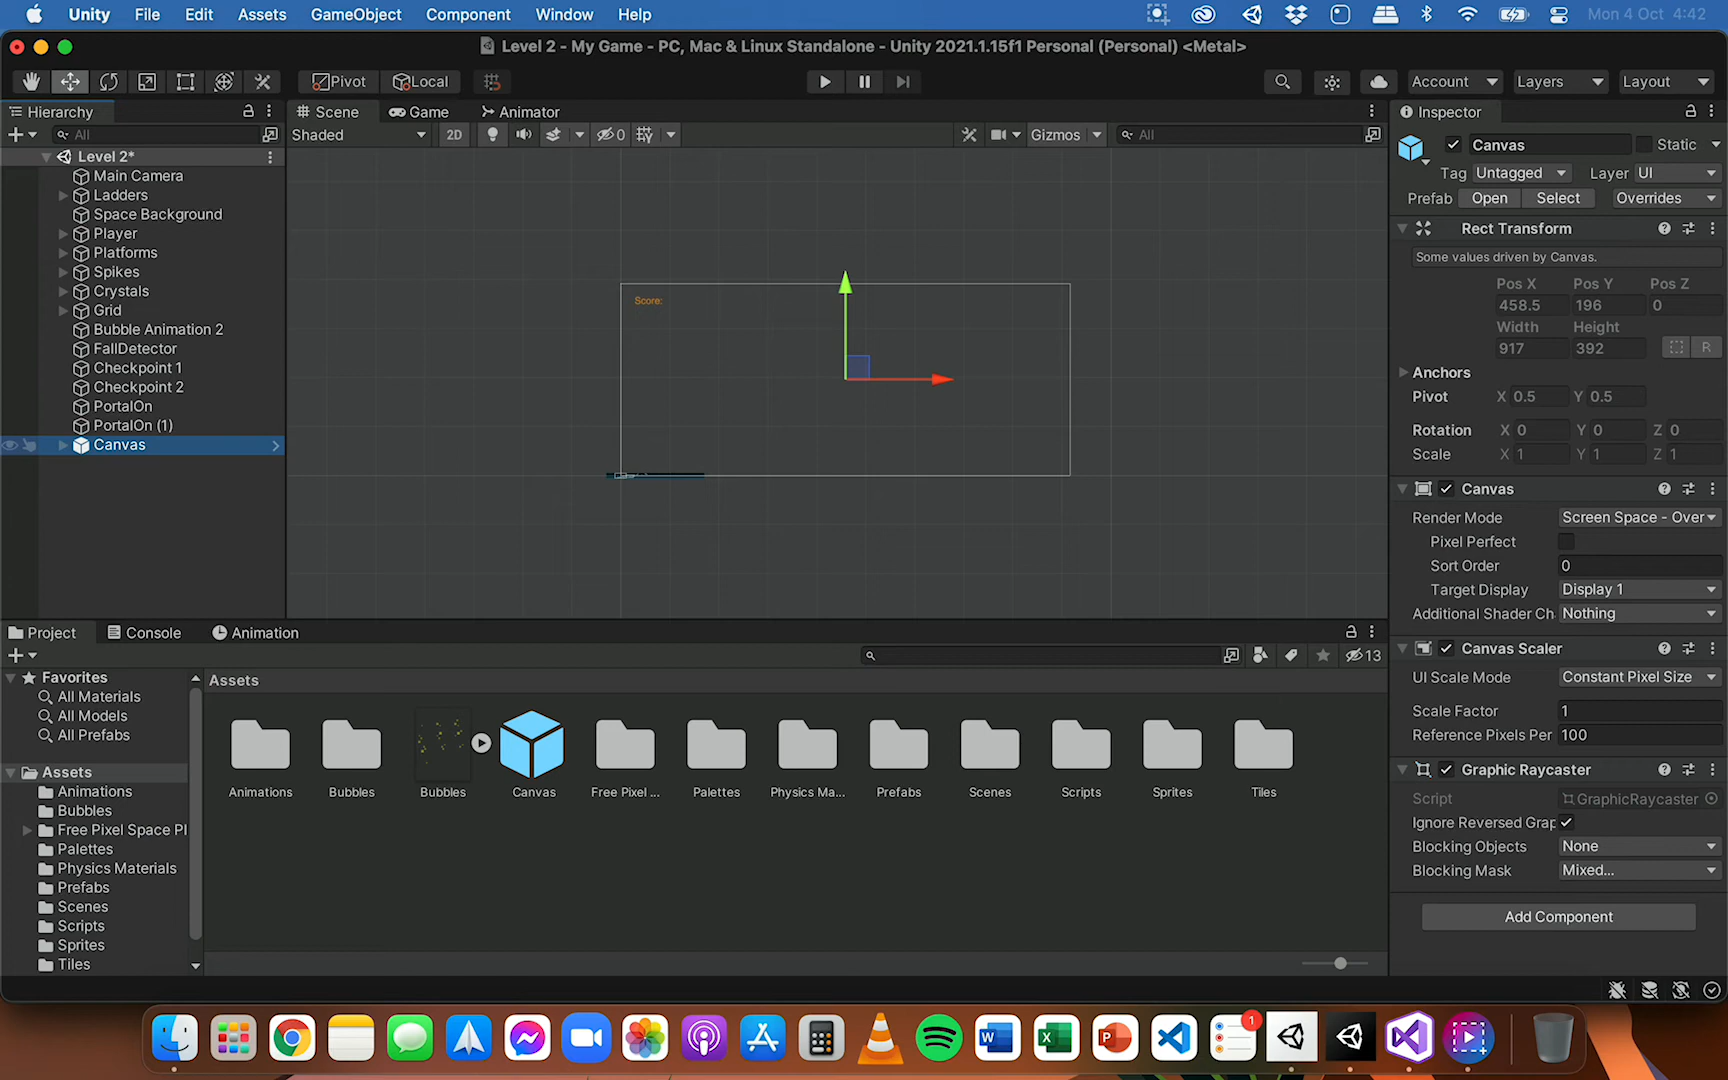 Unity File Edit Assets GameObject Component Window Help Mon 4 Oct 4:42
Level 2 - My Game - PC, Mac & Linux Standalone - Unity 2021.1.15f1 Personal (Personal) <Metal>
Pivot Local Account Layers Layout
Hierarchy Scene Game Animator Inspector
All Shaded 2D 0 Gizmos All
Canvas Static
Level 2*
Main Camera
Ladders
Space Background
Player
Platforms
Spikes
Crystals
Grid
Bubble Animation 2
FallDetector
Checkpoint 1
Checkpoint 2
PortalOn
PortalOn (1)
Canvas
Score:
Tag Untagged Layer UI
Prefab Open Select Overrides
Rect Transform
Some values driven by Canvas.
Pos X Pos Y Pos Z
458.5 196 0
Width Height
917 392 R
Anchors
Pivot X 0.5 Y 0.5
Rotation X 0 Y 0 Z 0
Scale X 1 Y 1 Z 1
Canvas
Render Mode Screen Space - Over
Pixel Perfect
Sort Order 0
Target Display Display 1
Additional Shader Ch Nothing
Canvas Scaler
UI Scale Mode Constant Pixel Size
Scale Factor 1
Reference Pixels Per 100
Graphic Raycaster
Script GraphicRaycaster
Ignore Reversed Grap
Blocking Objects None
Blocking Mask Mixed...
Add Component
Project Console Animation
13
Favorites
All Materials
All Models
All Prefabs
Assets
Animations
Bubbles
Free Pixel Space Pl
Palettes
Physics Materials
Prefabs
Scenes
Scripts
Sprites
Tiles
Assets
Animations Bubbles Bubbles Canvas Free Pixel ... Palettes Physics Ma... Prefabs Scenes Scripts Sprites Tiles
W X P 1